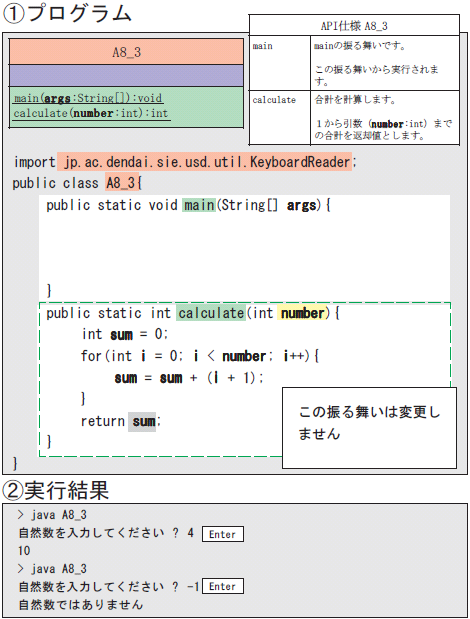 ①プログラム
A8_3
main(args:String[]):void
calculate(number:int):int
API仕様 A8_3
main
mainの振る舞いです。
この振る舞いから実行されま
す。
calculate
合計を計算します。
１から引数（number:int）まで
の合計を返却値とします。
import jp.ac.dendai.sie.usd.util.KeyboardReader;
public class A8_3{
public static void main(String[] args){
}
public static int calculate(int number){
int sum = 0;
for(int i = 0; i < number; i++){
sum = sum + (i + 1);
}
return sum;
}
}
この振る舞いは変更し
ません
②実行結果
> java A8_3
自然数を入力してください ? 4 Enter
10
> java A8_3
自然数を入力してください ? -1 Enter
自然数ではありません